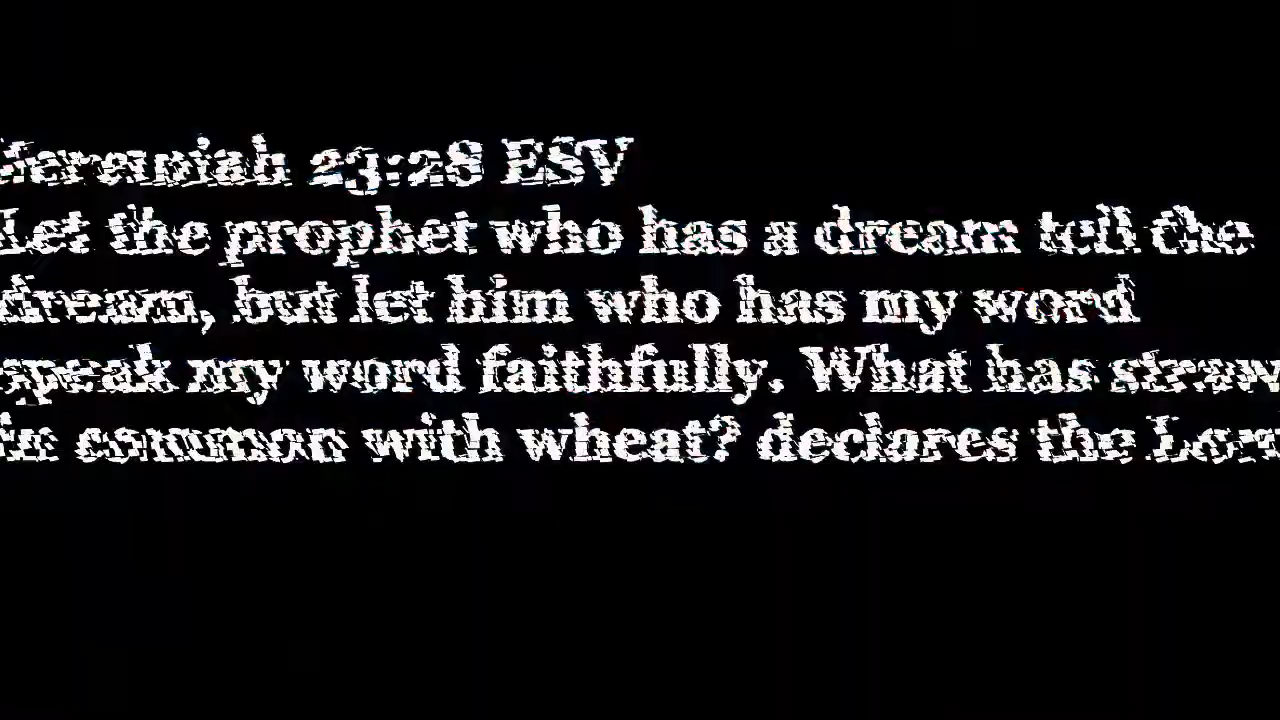 Jeremiah 23:28 ESV
Let the prophet who has a dream tell the
dream, but let him who has my word
speak my word faithfully. What has straw
in common with wheat? declares the Lor